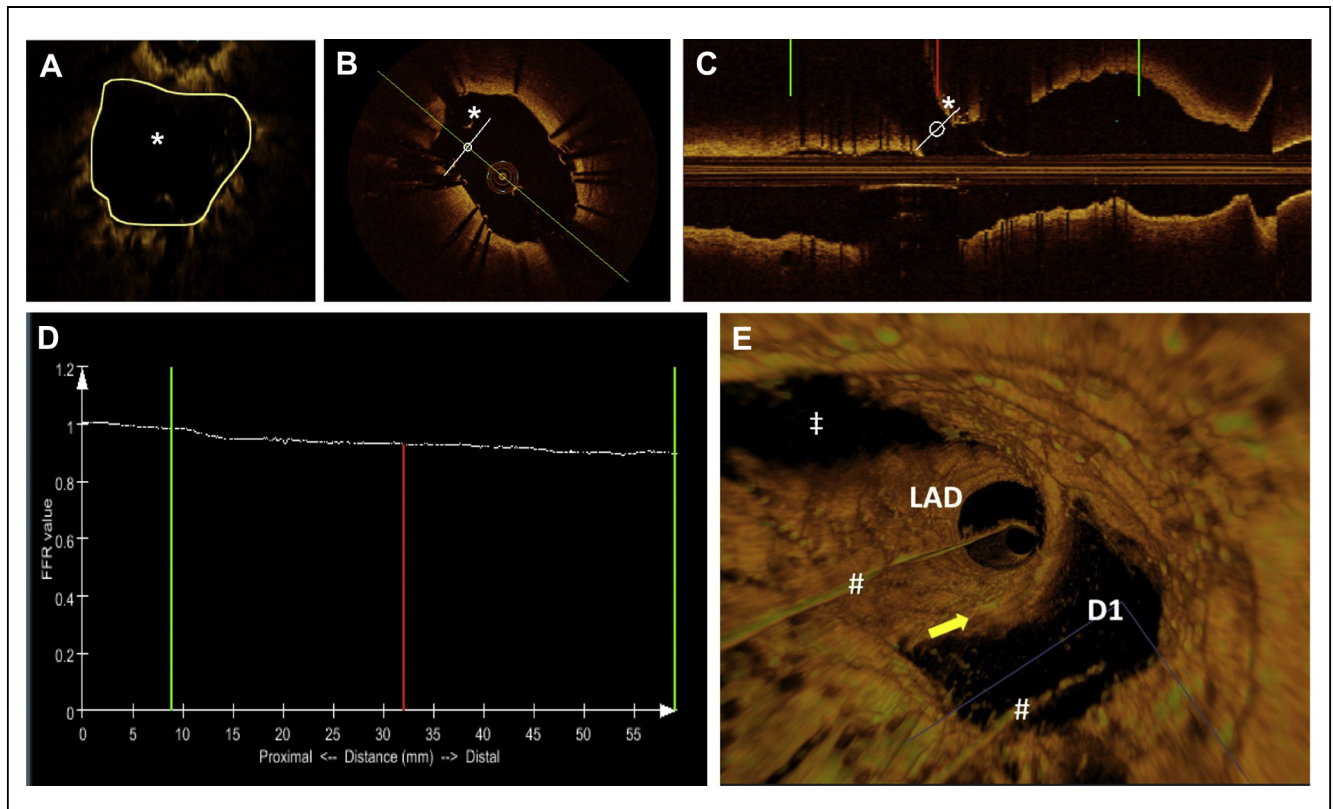 A
*
B
*
C
*
D
1.2
1
0.8
0.6
0.4
0.2
0
FFR value
0 5 10 15 20 25 30 35 40 45 50 55
Proximal <-- Distance (mm) --> Distal
E
‡
LAD
#
D1
#